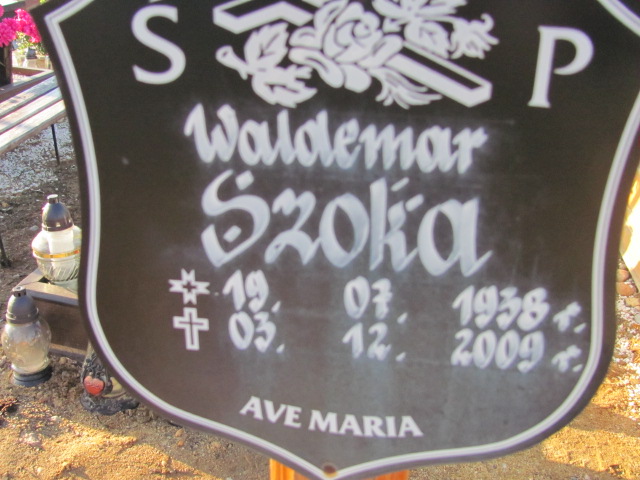 Ś P
Waldemar
Szoka
19. 07. 1938 r.
03. 12. 2009 r.
AVE MARIA